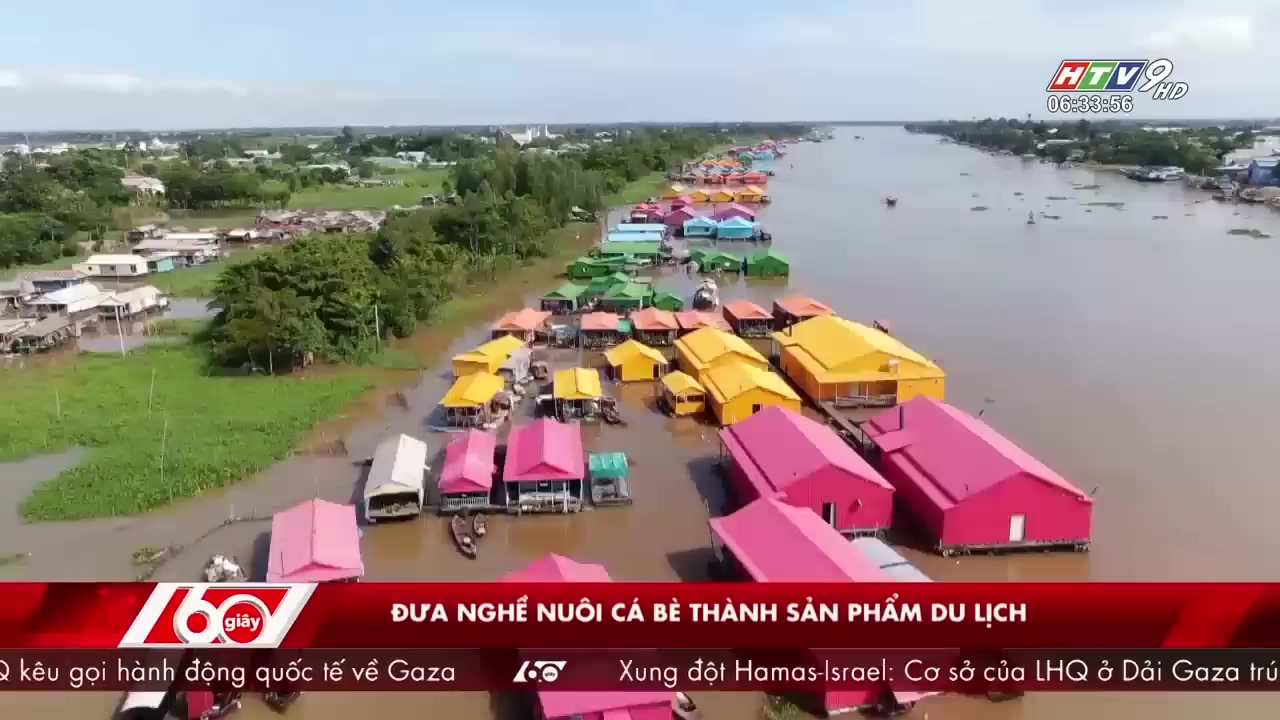 HTV9 HD
06:33:56
60 giây
ĐƯA NGHỀ NUÔI CÁ BÈ THÀNH SẢN PHẨM DU LỊCH
Q kêu gọi hành động quốc tế về Gaza 60 Xung đột Hamas-Israel: Cơ sở của LHQ ở Dải Gaza trú